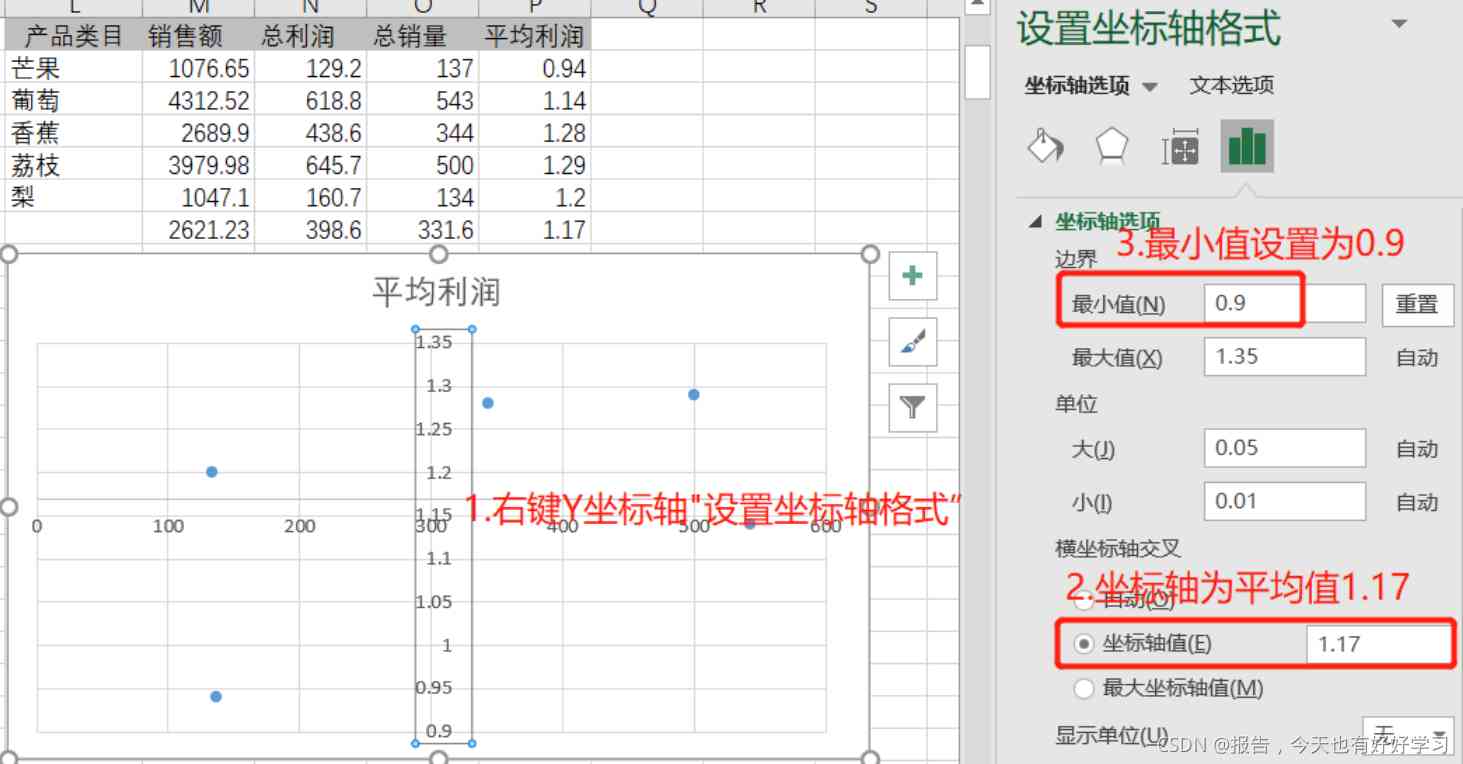 L M N O P Q R S
产品类目 销售额 总利润 总销量 平均利润
芒果 1076.65 129.2 137 0.94
葡萄 4312.52 618.8 543 1.14
香蕉 2689.9 438.6 344 1.28
荔枝 3979.98 645.7 500 1.29
梨 1047.1 160.7 134 1.2
2621.23 398.6 331.6 1.17
平均利润
1.35
1.3
1.25
1.2
1.15
1.右键Y坐标轴"设置坐标轴格式"
0 100 200 300 400 500 600
1.1
1.05
1
0.95
0.9
设置坐标轴格式
坐标轴选项 文本选项
坐标轴选项
3.最小值设置为0.9
边界
最小值(N) 0.9 重置
最大值(X) 1.35 自动
单位
大(J) 0.05 自动
小(I) 0.01 自动
横坐标轴交叉
2.坐标轴为平均值1.17
自动(O)
坐标轴值(E) 1.17
最大坐标轴值(M)
显示单位(U) 无
CSDN @报告，今天也有好好学习